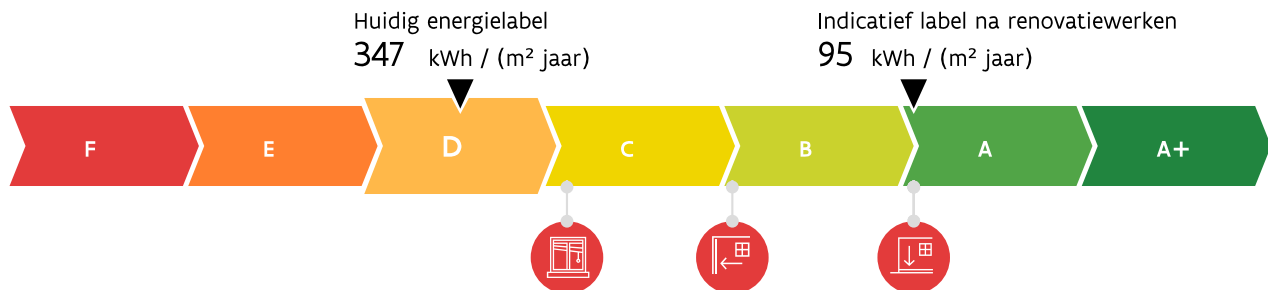 Huidig energielabel
347 kWh / (m² jaar)
Indicatief label na renovatiewerken
95 kWh / (m² jaar)
F E D C B A A+